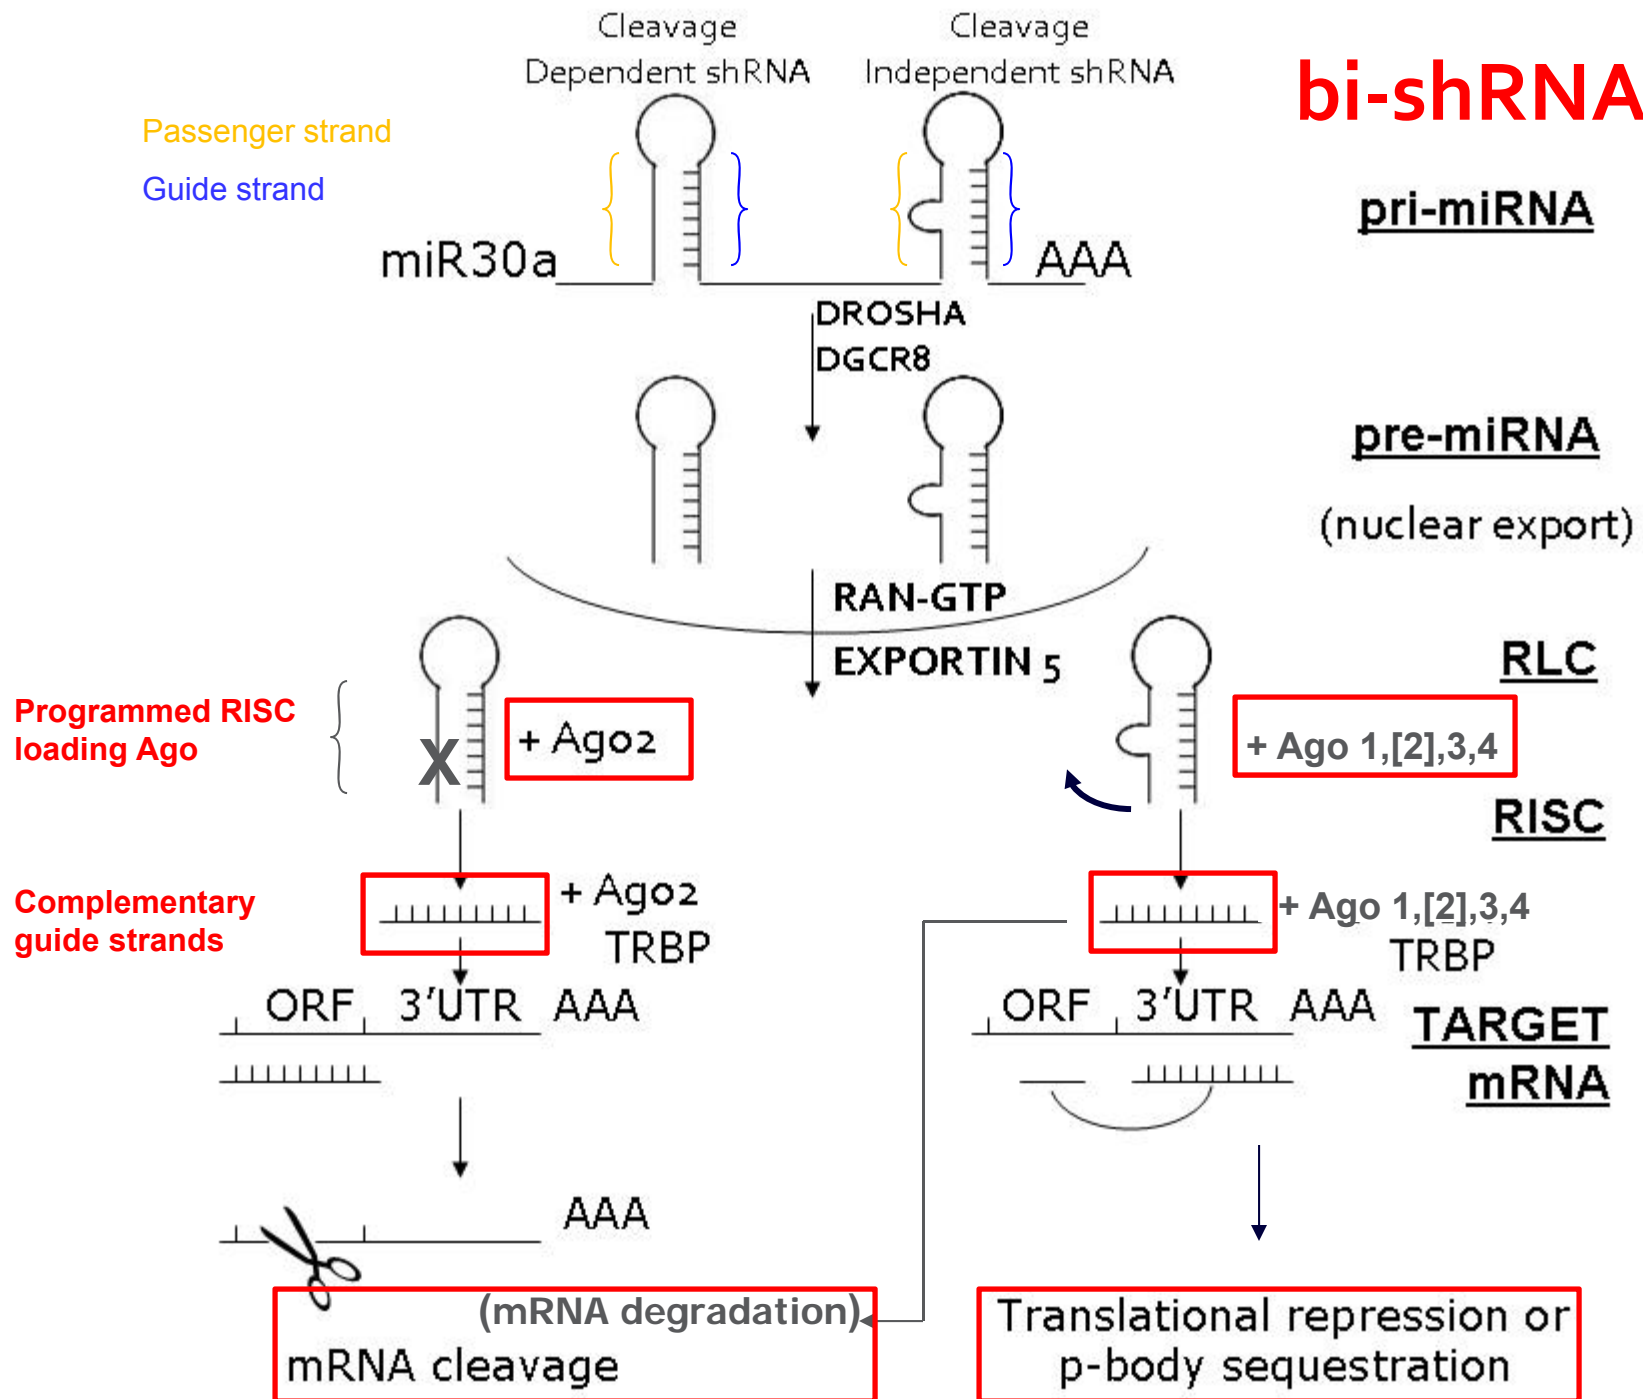 Cleavage
Dependent shRNA
Cleavage
Independent shRNA
bi-shRNA
Passenger strand
Guide strand
pri-miRNA
miR30a
AAA
DROSHA
DGCR8
pre-miRNA
(nuclear export)
RAN-GTP
EXPORTIN 5
RLC
Programmed RISC
loading Ago
X
+ Ago2
+ Ago 1,[2],3,4
RISC
Complementary
guide strands
+ Ago2
TRBP
+ Ago 1,[2],3,4
TRBP
ORF 3'UTR AAA
ORF 3'UTR AAA
TARGET
mRNA
AAA
(mRNA degradation)
mRNA cleavage
Translational repression or
p-body sequestration